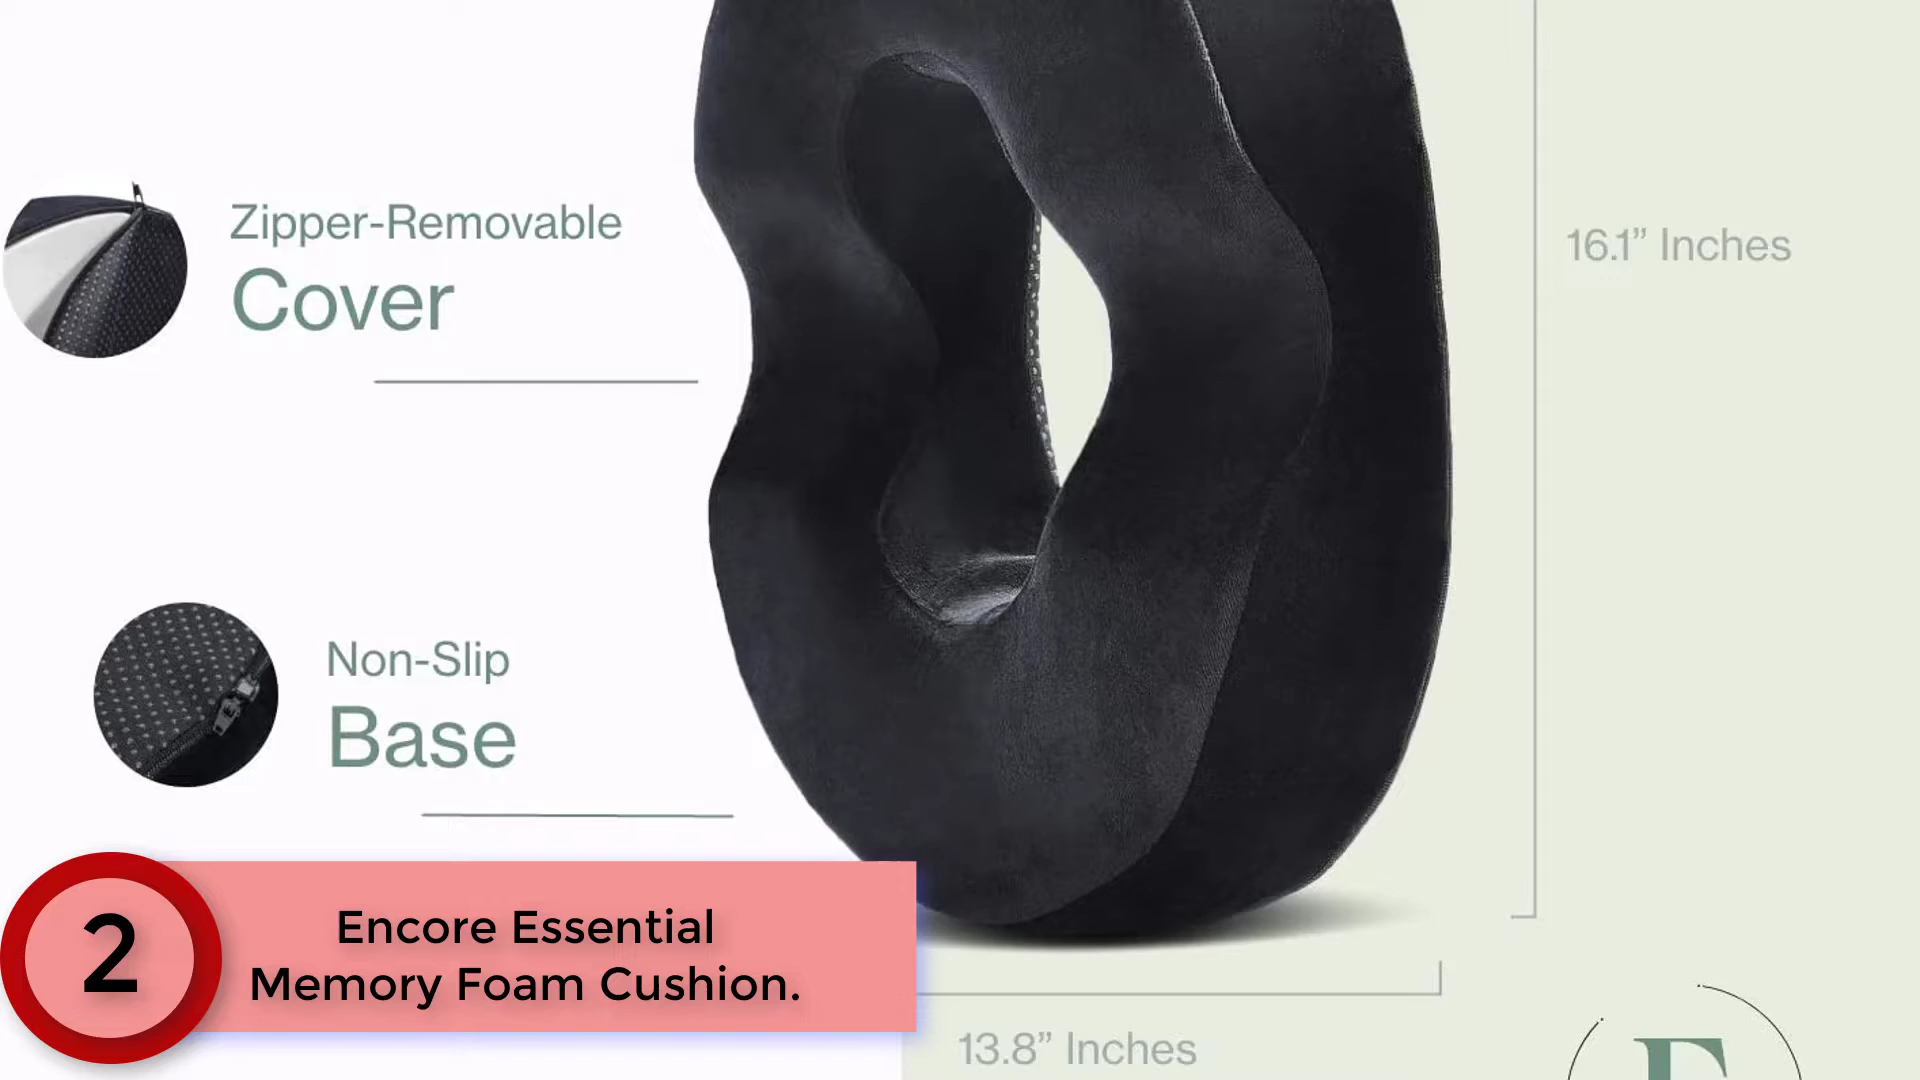 Zipper-Removable
Cover
16.1” Inches
Non-Slip
Base
2
Encore Essential
Memory Foam Cushion.
13.8” Inches